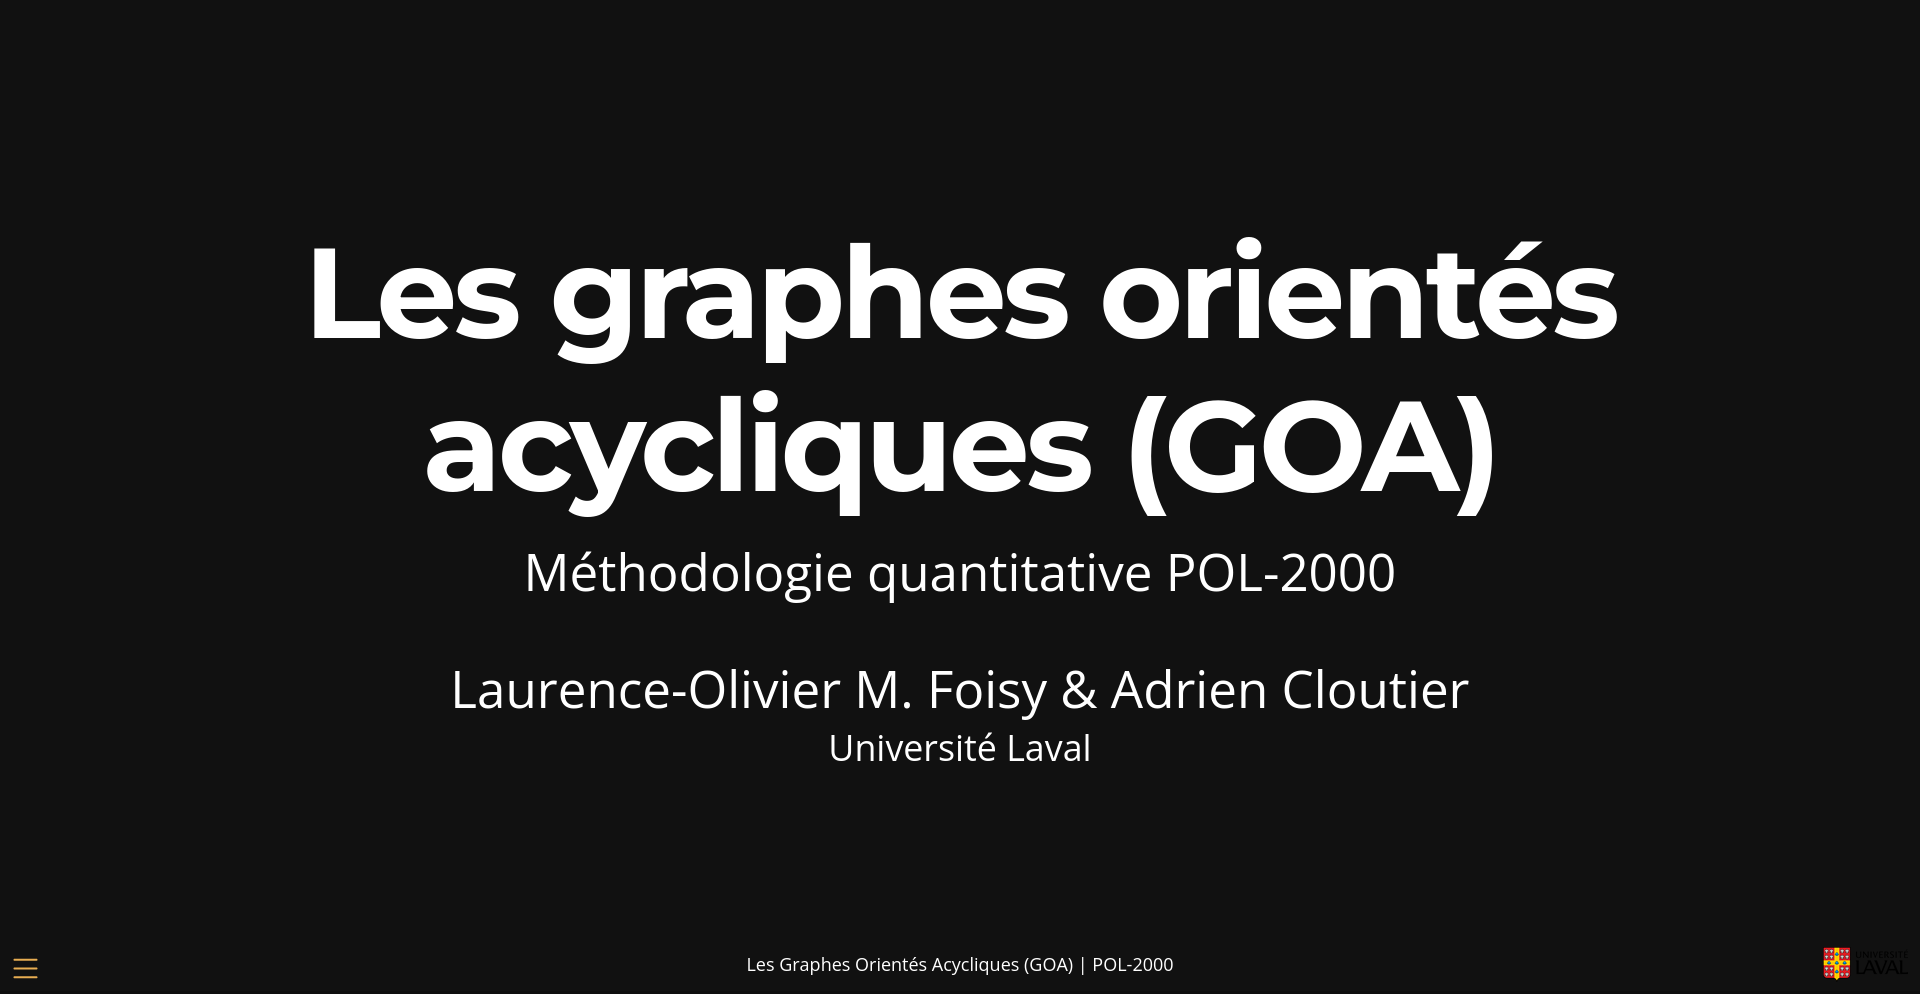 Les graphes orientés
acycliques (GOA)
Méthodologie quantitative POL-2000
Laurence-Olivier M. Foisy & Adrien Cloutier
Université Laval
Les Graphes Orientés Acycliques (GOA) | POL-2000
UNIVERSITÉ
LAVAL